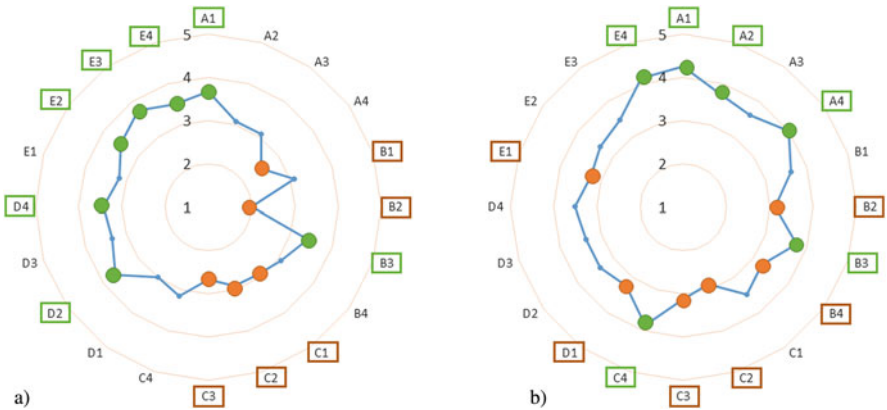 A1
E4 A2
E3 A3
E2 A4
E1 B1
D4 B2
D3 B3
D2 B4
D1 C1
C4 C2
C3
5
4
3
2
1
a)
A1
E4 A2
E3 A3
E2 A4
E1 B1
D4 B2
D3 B3
D2 B4
D1 C1
C4 C2
C3
5
4
3
2
1
b)